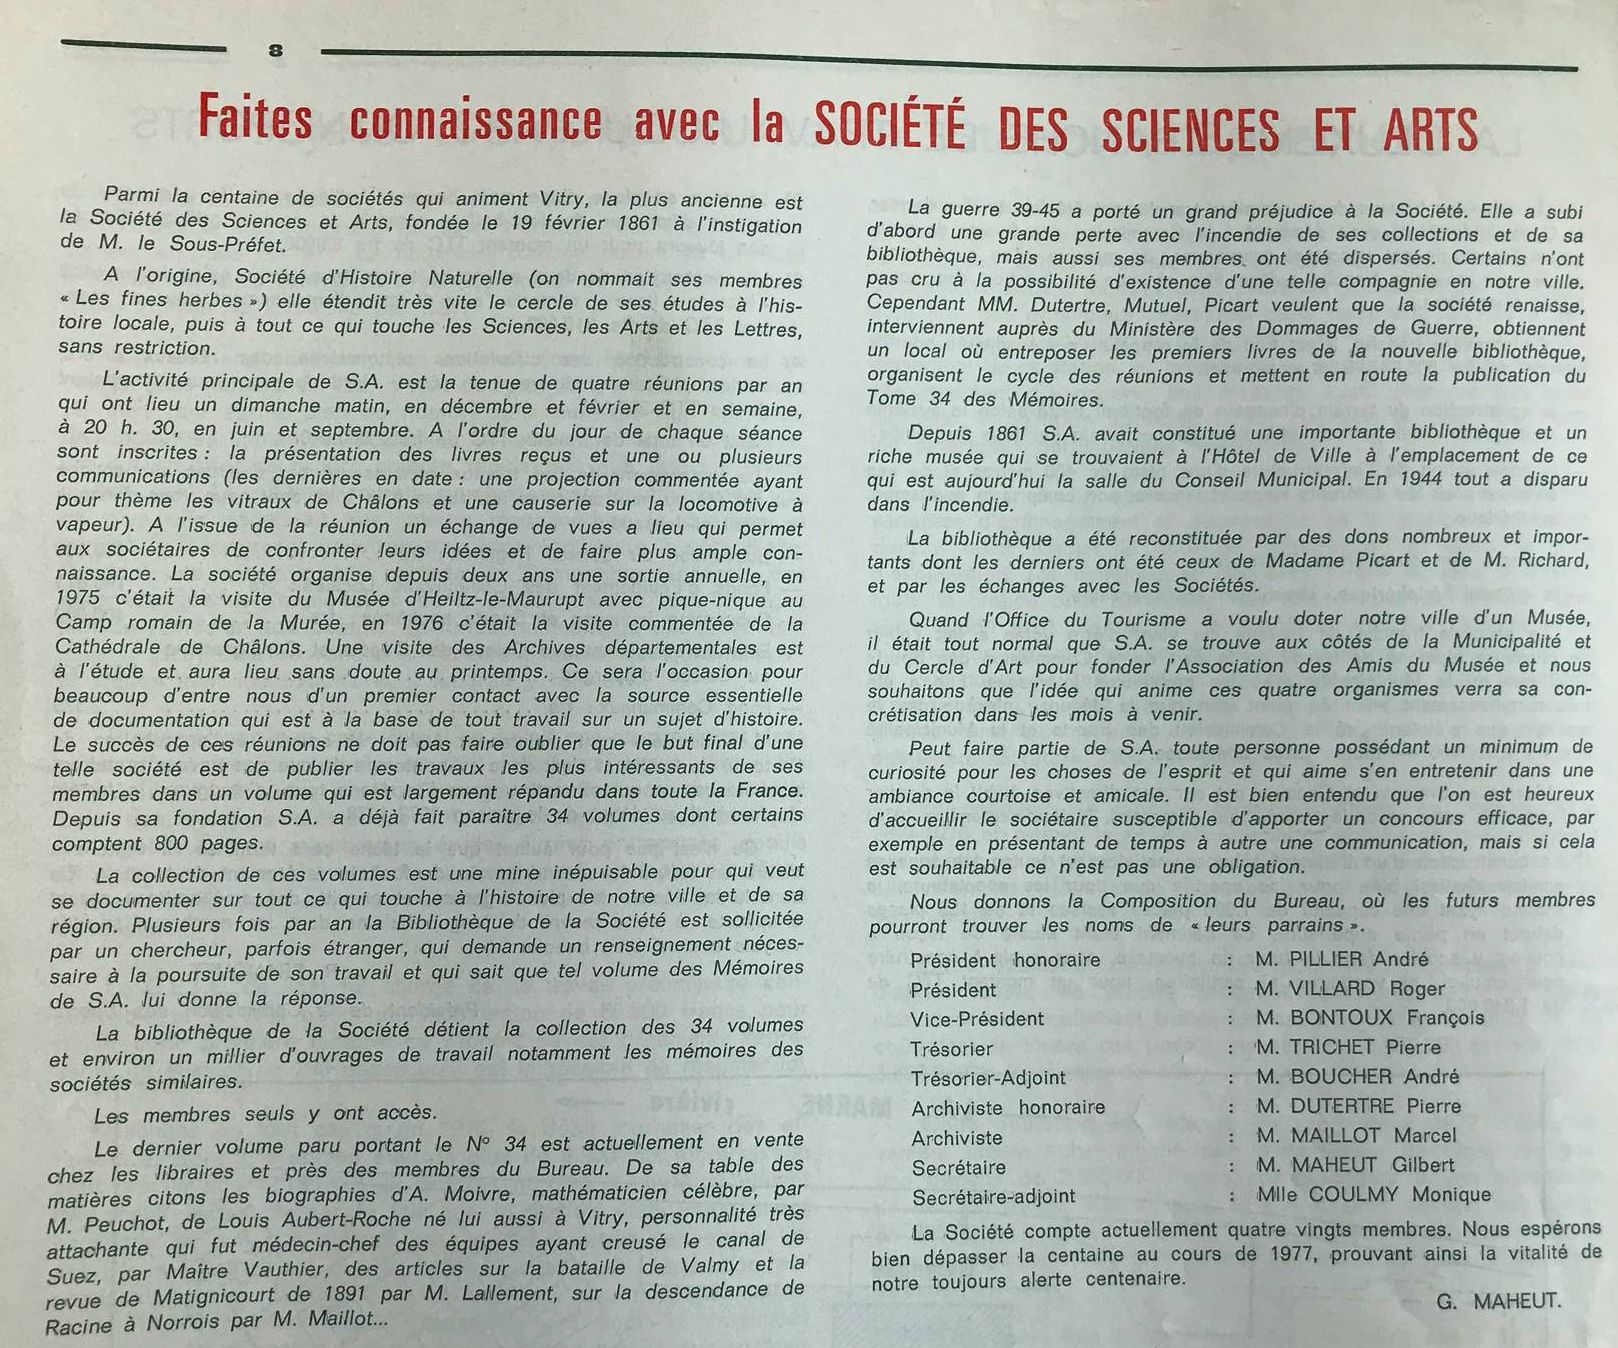 8
Faites connaissance avec la SOCIÉTÉ DES SCIENCES ET ARTS
Parmi la centaine de sociétés qui animent Vitry, la plus ancienne est
la Société des Sciences et Arts, fondée le 19 février 1861 à l'instigation
de M. le Sous-Préfet.
A l'origine, Société d'Histoire Naturelle (on nommait ses membres
« Les fines herbes ») elle étendit très vite le cercle de ses études à l'his-
toire locale, puis à tout ce qui touche les Sciences, les Arts et les Lettres,
sans restriction.
L'activité principale de S.A. est la tenue de quatre réunions par an
qui ont lieu un dimanche matin, en décembre et février et en semaine,
à 20 h. 30, en juin et septembre. A l'ordre du jour de chaque séance
sont inscrites : la présentation des livres reçus et une ou plusieurs
communications (les dernières en date : une projection commentée ayant
pour thème les vitraux de Châlons et une causerie sur la locomotive à
vapeur). A l'issue de la réunion un échange de vues a lieu qui permet
aux sociétaires de confronter leurs idées et de faire plus ample con-
naissance. La société organise depuis deux ans une sortie annuelle, en
1975 c'était la visite du Musée d'Heiltz-le-Maurupt avec pique-nique au
Camp romain de la Murée, en 1976 c'était la visite commentée de la
Cathédrale de Châlons. Une visite des Archives départementales est
à l'étude et aura lieu sans doute au printemps. Ce sera l'occasion pour
beaucoup d'entre nous d'un premier contact avec la source essentielle
de documentation qui est à la base de tout travail sur un sujet d'histoire.
Le succès de ces réunions ne doit pas faire oublier que le but final d'une
telle société est de publier les travaux les plus intéressants de ses
membres dans un volume qui est largement répandu dans toute la France.
Depuis sa fondation S.A. a déjà fait paraître 34 volumes dont certains
comptent 800 pages.
La collection de ces volumes est une mine inépuisable pour qui veut
se documenter sur tout ce qui touche à l'histoire de notre ville et de sa
région. Plusieurs fois par an la Bibliothèque de la Société est sollicitée
par un chercheur, parfois étranger, qui demande un renseignement néces-
saire à la poursuite de son travail et qui sait que tel volume des Mémoires
de S.A. lui donne la réponse.
La bibliothèque de la Société détient la collection des 34 volumes
et environ un millier d'ouvrages de travail notamment les mémoires des
sociétés similaires.
Les membres seuls y ont accès.
Le dernier volume paru portant le N° 34 est actuellement en vente
chez les libraires et près des membres du Bureau. De sa table des
matières citons les biographies d'A. Moivre, mathématicien célèbre, par
M. Peuchot, de Louis Aubert-Roche né lui aussi à Vitry, personnalité très
attachante qui fut médecin-chef des équipes ayant creusé le canal de
Suez, par Maître Vauthier, des articles sur la bataille de Valmy et la
revue de Matignicourt de 1891 par M. Lallement, sur la descendance de
Racine à Norrois par M. Maillot...
La guerre 39-45 a porté un grand préjudice à la Société. Elle a subi
d'abord une grande perte avec l'incendie de ses collections et de sa
bibliothèque, mais aussi ses membres ont été dispersés. Certains n'ont
pas cru à la possibilité d'existence d'une telle compagnie en notre ville.
Cependant MM. Dutertre, Mutuel, Picart veulent que la société renaisse,
interviennent auprès du Ministère des Dommages de Guerre, obtiennent
un local où entreposer les premiers livres de la nouvelle bibliothèque,
organisent le cycle des réunions et mettent en route la publication du
Tome 34 des Mémoires.
Depuis 1861 S.A. avait constitué une importante bibliothèque et un
riche musée qui se trouvaient à l'Hôtel de Ville à l'emplacement de ce
qui est aujourd'hui la salle du Conseil Municipal. En 1944 tout a disparu
dans l'incendie.
La bibliothèque a été reconstituée par des dons nombreux et impor-
tants dont les derniers ont été ceux de Madame Picart et de M. Richard,
et par les échanges avec les Sociétés.
Quand l'Office du Tourisme a voulu doter notre ville d'un Musée,
il était tout normal que S.A. se trouve aux côtés de la Municipalité et
du Cercle d'Art pour fonder l'Association des Amis du Musée et nous
souhaitons que l'idée qui anime ces quatre organismes verra sa con-
crétisation dans les mois à venir.
Peut faire partie de S.A. toute personne possédant un minimum de
curiosité pour les choses de l'esprit et qui aime s'en entretenir dans une
ambiance courtoise et amicale. Il est bien entendu que l'on est heureux
d'accueillir le sociétaire susceptible d'apporter un concours efficace, par
exemple en présentant de temps à autre une communication, mais si cela
est souhaitable ce n'est pas une obligation.
Nous donnons la Composition du Bureau, où les futurs membres
pourront trouver les noms de « leurs parrains ».
Président honoraire : M. PILLIER André
Président : M. VILLARD Roger
Vice-Président : M. BONTOUX François
Trésorier : M. TRICHET Pierre
Trésorier-Adjoint : M. BOUCHER André
Archiviste honoraire : M. DUTERTRE Pierre
Archiviste : M. MAILLOT Marcel
Secrétaire : M. MAHEUT Gilbert
Secrétaire-adjoint : Mlle COULMY Monique
La Société compte actuellement quatre vingts membres. Nous espérons
bien dépasser la centaine au cours de 1977, prouvant ainsi la vitalité de
notre toujours alerte centenaire.
G. MAHEUT.